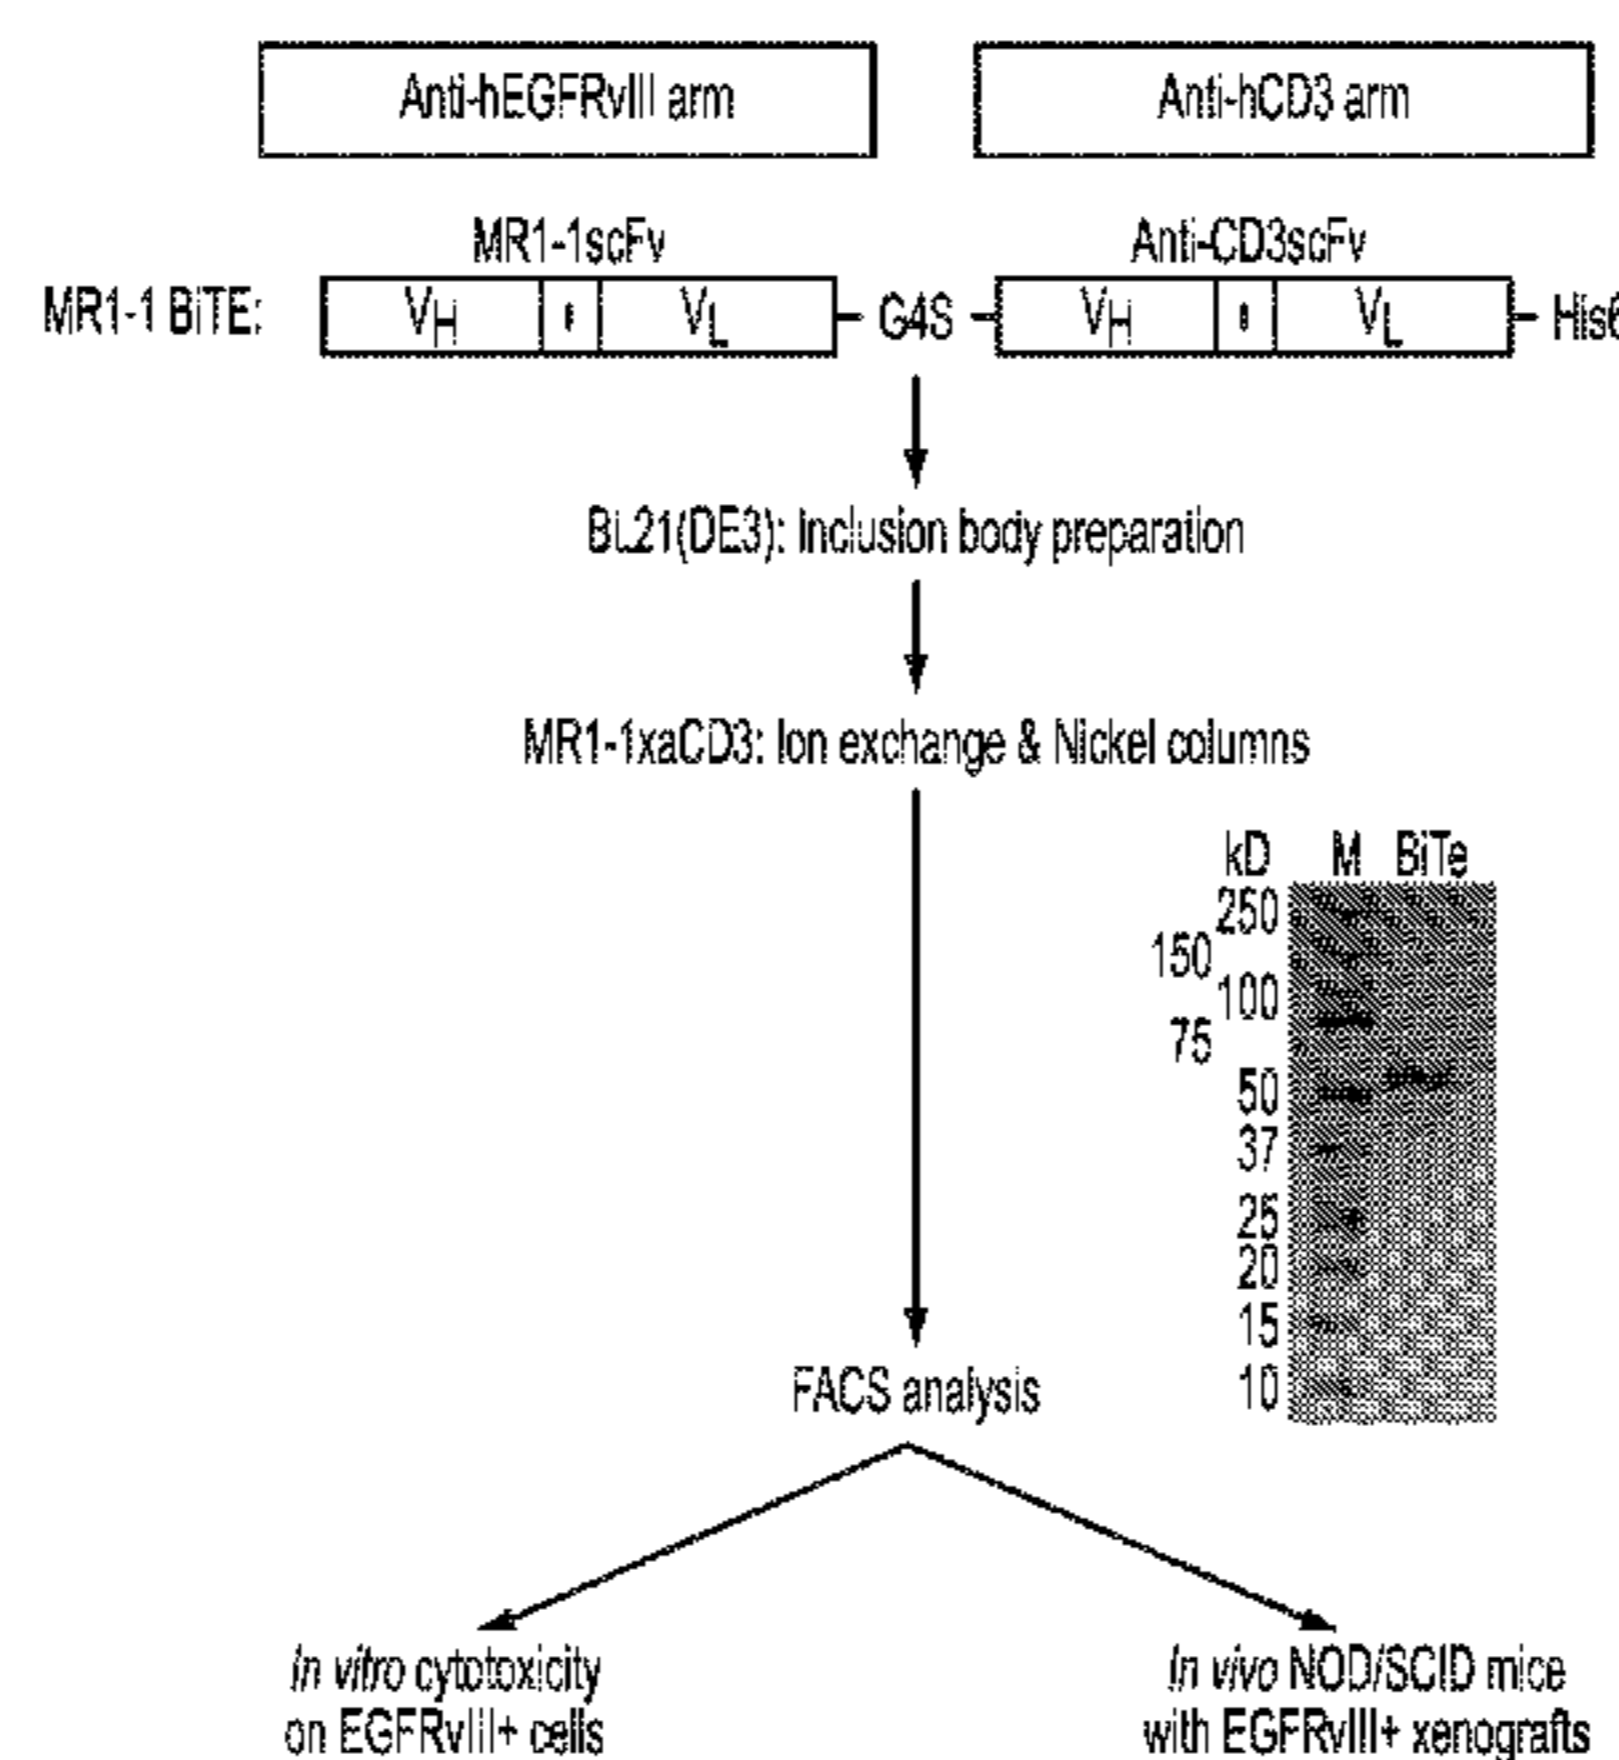 Anti-hEGFRvIII arm
Anti-hCD3 arm
MR1-1scFv
Anti-CD3scFv
MR1-1 BiTE:
VH
VL
G4S
VH
VL
His6
BL21(DE3): Inclusion body preparation
MR1-1xaCD3: Ion exchange & Nickel columns
kD M BiTe
250
150
100
75
50
37
25
20
15
10
FACS analysis
In vitro cytotoxicity
on EGFRvIII+ cells
In vivo NOD/SCID mice
with EGFRvIII+ xenografts